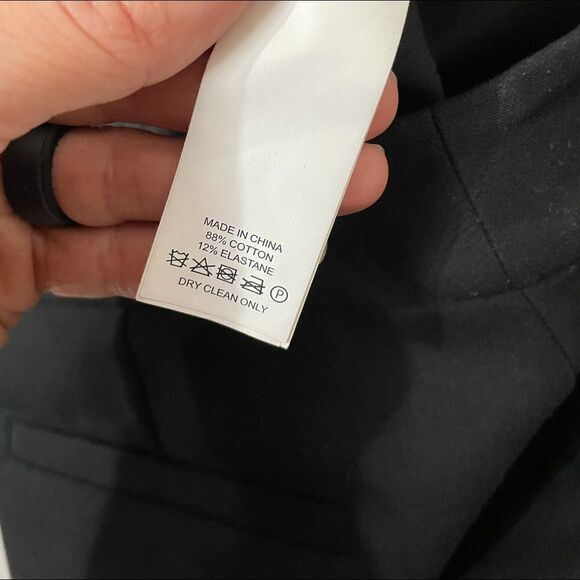 MADE IN CHINA
88% COTTON
12% ELASTANE
P
DRY CLEAN ONLY